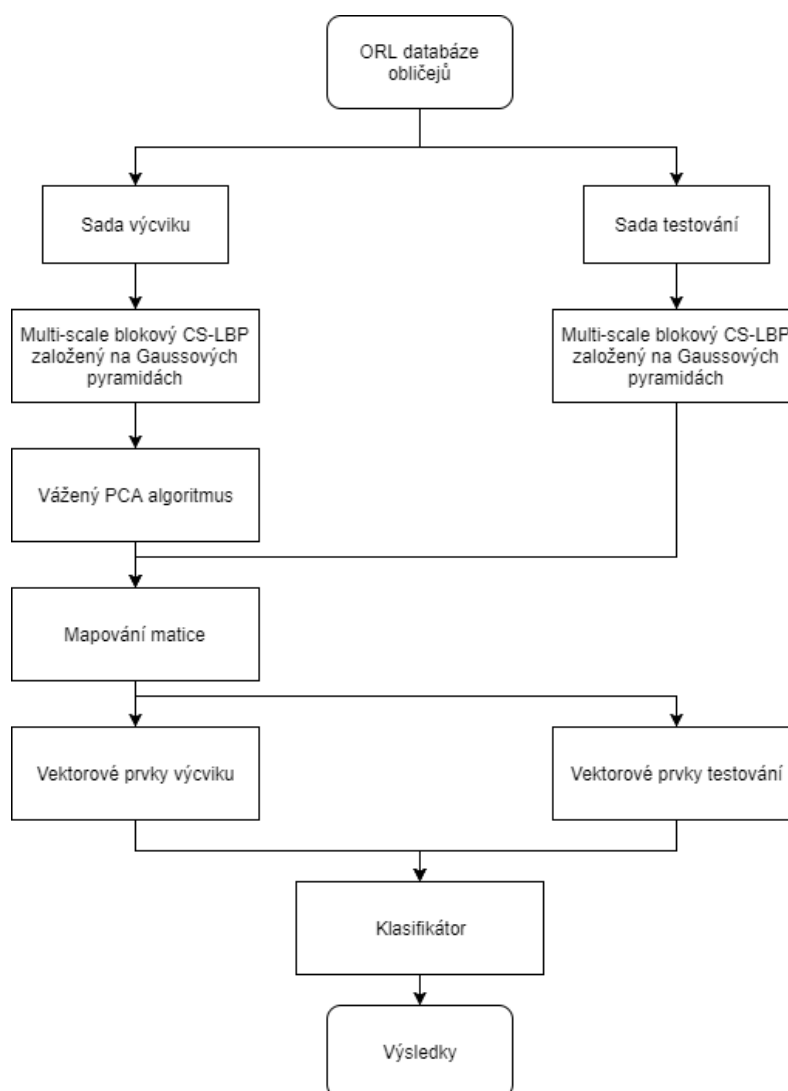 ORL databáze
obličejů
Sada výcviku
Sada testování
Multi-scale blokový CS-LBP
založený na Gaussových
pyramidách
Multi-scale blokový CS-LBP
založený na Gaussových
pyramidách
Vážený PCA algoritmus
Mapování matice
Vektorové prvky výcviku
Vektorové prvky testování
Klasifikátor
Výsledky